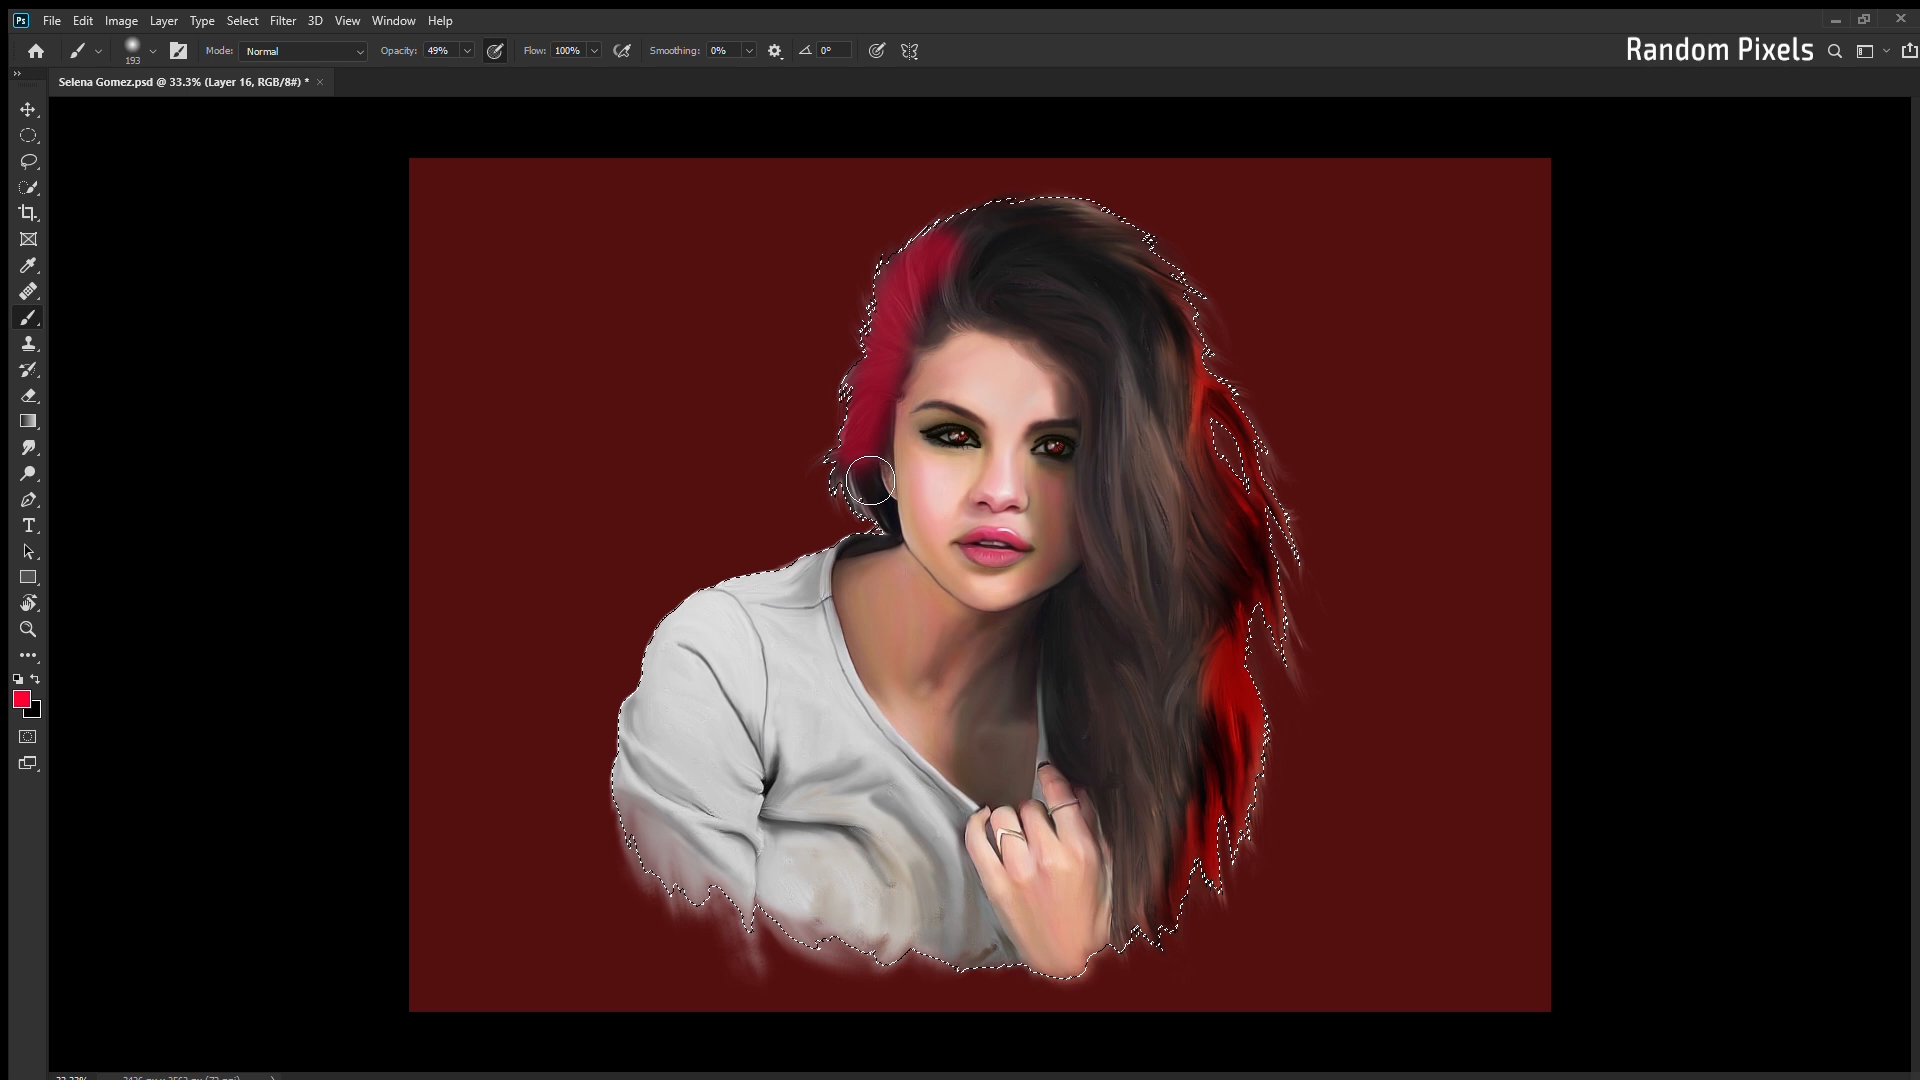 Ps File Edit Image Layer Type Select Filter 3D View Window Help
193 Mode: Normal Opacity: 49% Flow: 100% Smoothing: 0% 0° Random Pixels
Selena Gomez.psd @ 33.3% (Layer 16, RGB/8#) * ×